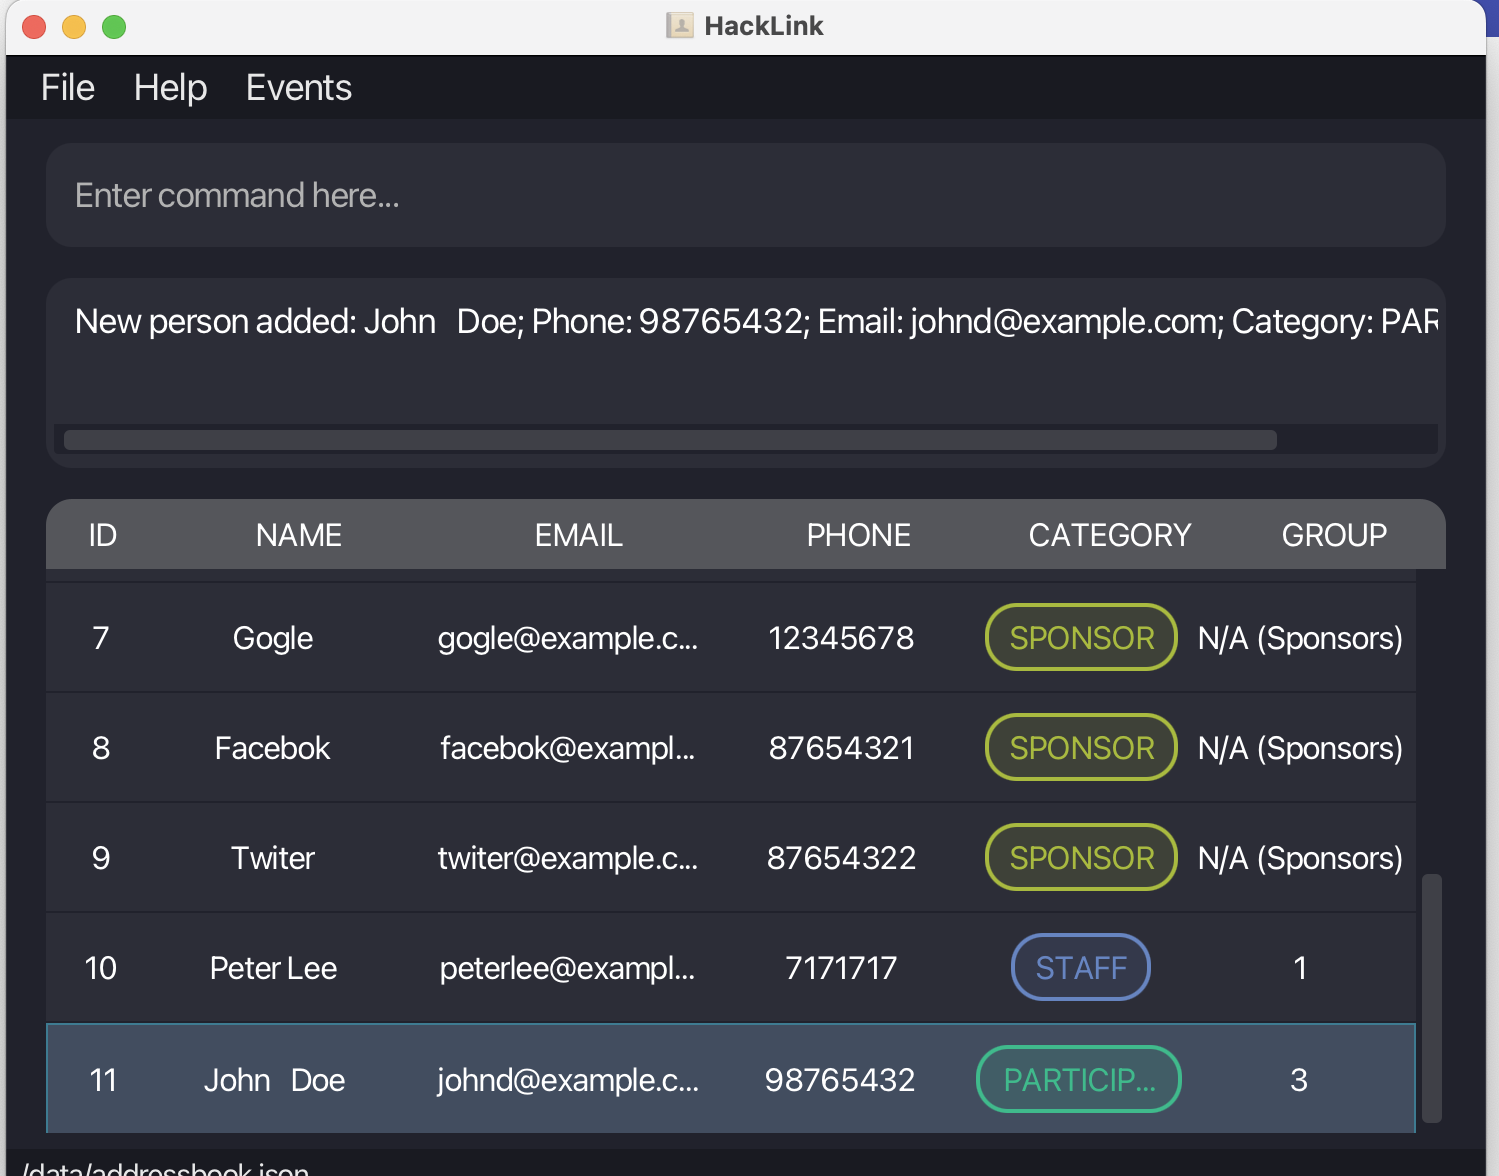 HackLink
File Help Events
Enter command here...
New person added: John   Doe; Phone: 98765432; Email: johnd@example.com; Category: PAR
ID NAME EMAIL PHONE CATEGORY GROUP
7 Gogle gogle@example.c... 12345678 SPONSOR N/A (Sponsors)
8 Facebok facebok@exampl... 87654321 SPONSOR N/A (Sponsors)
9 Twiter twiter@example.c... 87654322 SPONSOR N/A (Sponsors)
10 Peter Lee peterlee@exampl... 7171717 STAFF 1
11 John   Doe johnd@example.c... 98765432 PARTICIP... 3
/data/addressbook.json